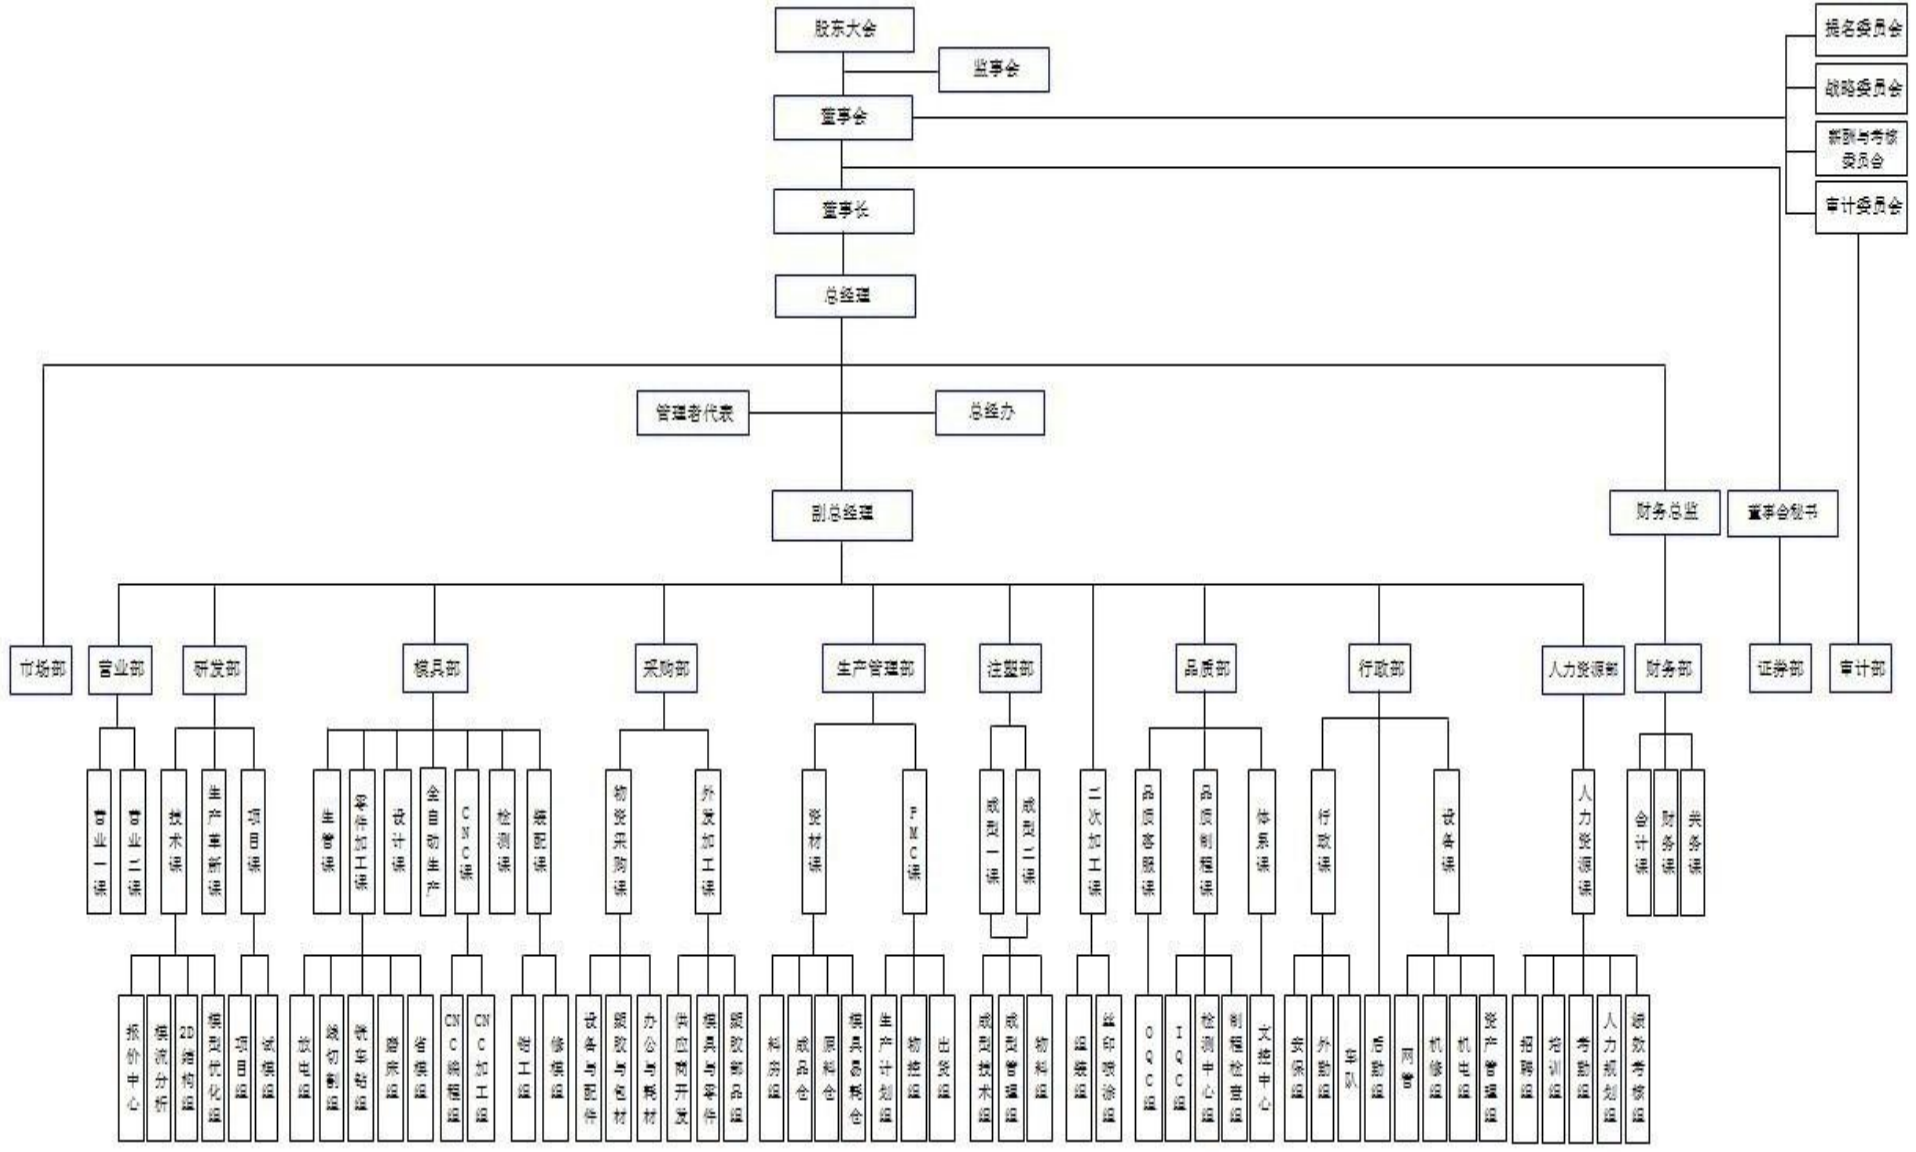 股东大会
提名委员会
监事会
战略委员会
董事会
薪酬与考核
委员会
董事长
审计委员会
总经理
管理者代表
总经办
副总经理
财务总监
董事会秘书
市场部
营业部
研发部
模具部
采购部
生产管理部
注塑部
品质部
行政部
人力资源部
财务部
证券部
审计部
营业一课
营业二课
技术课
生产革新课
项目课
生管课
零件加工课
设计课
全自动生产
CNC课
检测课
装配课
物资采购课
外发加工课
资材课
PMC课
成型一课
成型二课
二次加工课
品质客服课
品质制程课
体系课
行政课
设备课
人力资源课
会计课
财务课
关务课
报价中心
模流分析
2D结构组
模型优化组
项目组
试模组
放电组
线切割组
铣车钻组
磨床组
省模组
CNC编程组
CNC加工组
钳工组
修模组
设备与配件
塑胶与包材
办公与耗材
供应商开发
模具与零件
塑胶部品组
料房组
成品仓
原料仓
模具易耗仓
生产计划组
物控组
出货组
成型技术组
成型管理组
物料组
组装组
丝印喷涂组
OQC组
IQC组
检测中心组
制程检查组
文控中心
安保组
外勤组
车队
后勤组
网管
机修组
机电组
资产管理组
招聘组
培训组
考勤组
人力规划组
绩效考核组